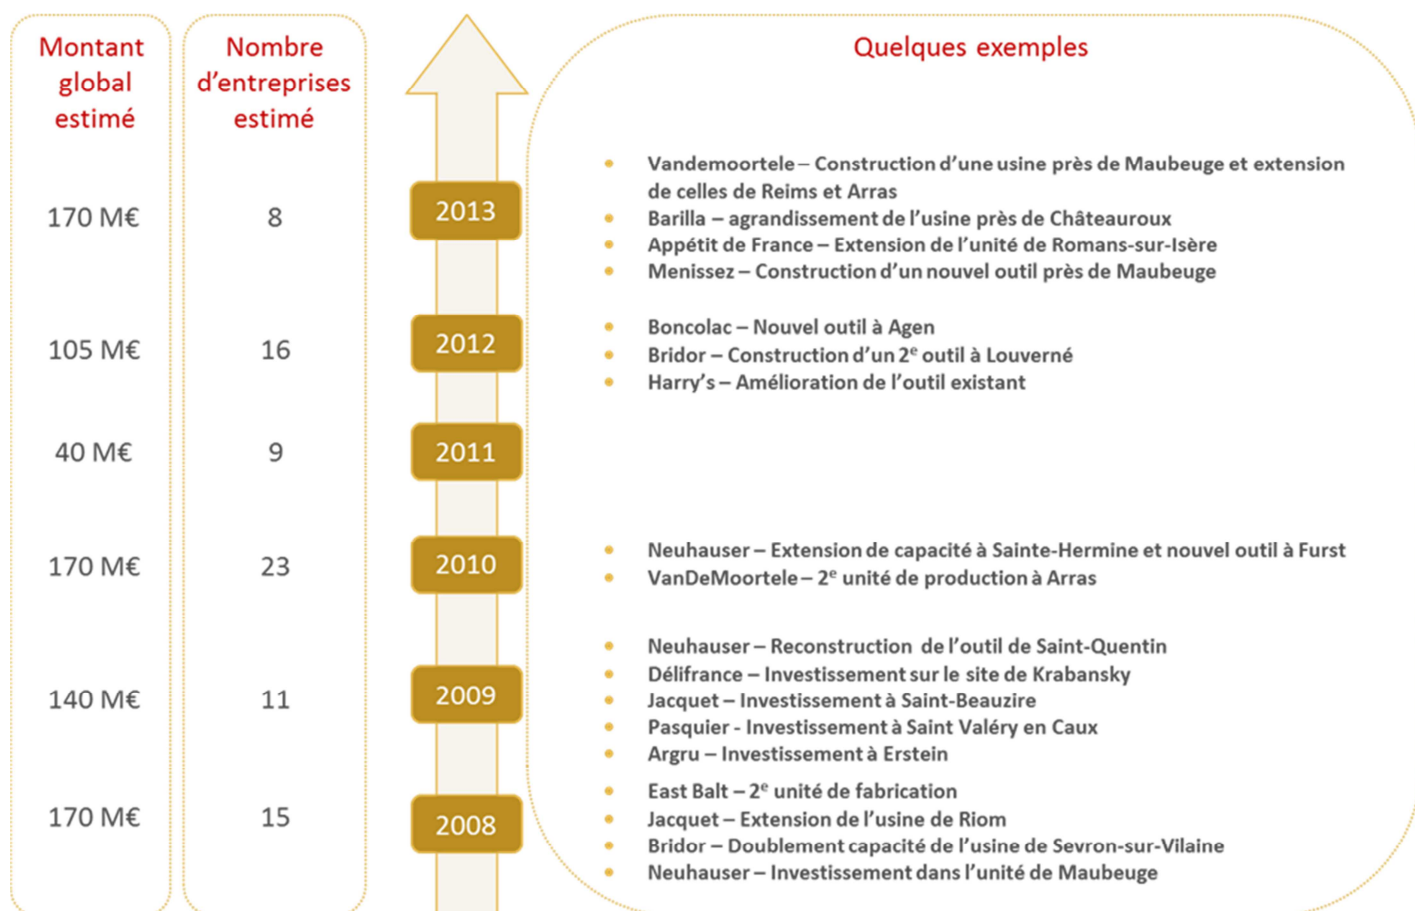 Montant
global
estimé
Nombre
d’entreprises
estimé
Quelques exemples
170 M€
8
2013
Vandemoortele – Construction d’une usine près de Maubeuge et extension
de celles de Reims et Arras
Barilla – agrandissement de l’usine près de Châteauroux
Appétit de France – Extension de l’unité de Romans-sur-Isère
Menissez – Construction d’un nouvel outil près de Maubeuge
105 M€
16
2012
Boncolac – Nouvel outil à Agen
Bridor – Construction d’un 2e outil à Louverné
Harry’s – Amélioration de l’outil existant
40 M€
9
2011
170 M€
23
2010
Neuhauser – Extension de capacité à Sainte-Hermine et nouvel outil à Furst
VanDeMoortele – 2e unité de production à Arras
140 M€
11
2009
Neuhauser – Reconstruction de l’outil de Saint-Quentin
Délifrance – Investissement sur le site de Krabansky
Jacquet – Investissement à Saint-Beauzire
Pasquier - Investissement à Saint Valéry en Caux
Argru – Investissement à Erstein
170 M€
15
2008
East Balt – 2e unité de fabrication
Jacquet – Extension de l’usine de Riom
Bridor – Doublement capacité de l’usine de Sevron-sur-Vilaine
Neuhauser – Investissement dans l’unité de Maubeuge